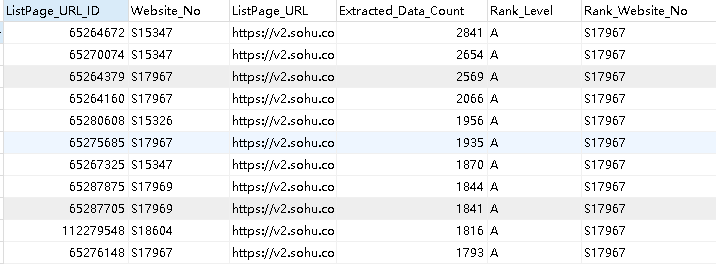 ListPage_URL_ID Website_No ListPage_URL Extracted_Data_Count Rank_Level Rank_Website_No
65264672 S15347 https://v2.sohu.co 2841 A S17967
65270074 S15347 https://v2.sohu.co 2654 A S17967
65264379 S17967 https://v2.sohu.co 2569 A S17967
65264160 S17967 https://v2.sohu.co 2066 A S17967
65280608 S15326 https://v2.sohu.co 1956 A S17967
65275685 S17967 https://v2.sohu.co 1935 A S17967
65267325 S15347 https://v2.sohu.co 1870 A S17967
65287875 S17969 https://v2.sohu.co 1844 A S17967
65287705 S17969 https://v2.sohu.co 1841 A S17967
112279548 S18604 https://v2.sohu.co 1816 A S17967
65276148 S17967 https://v2.sohu.co 1793 A S17967